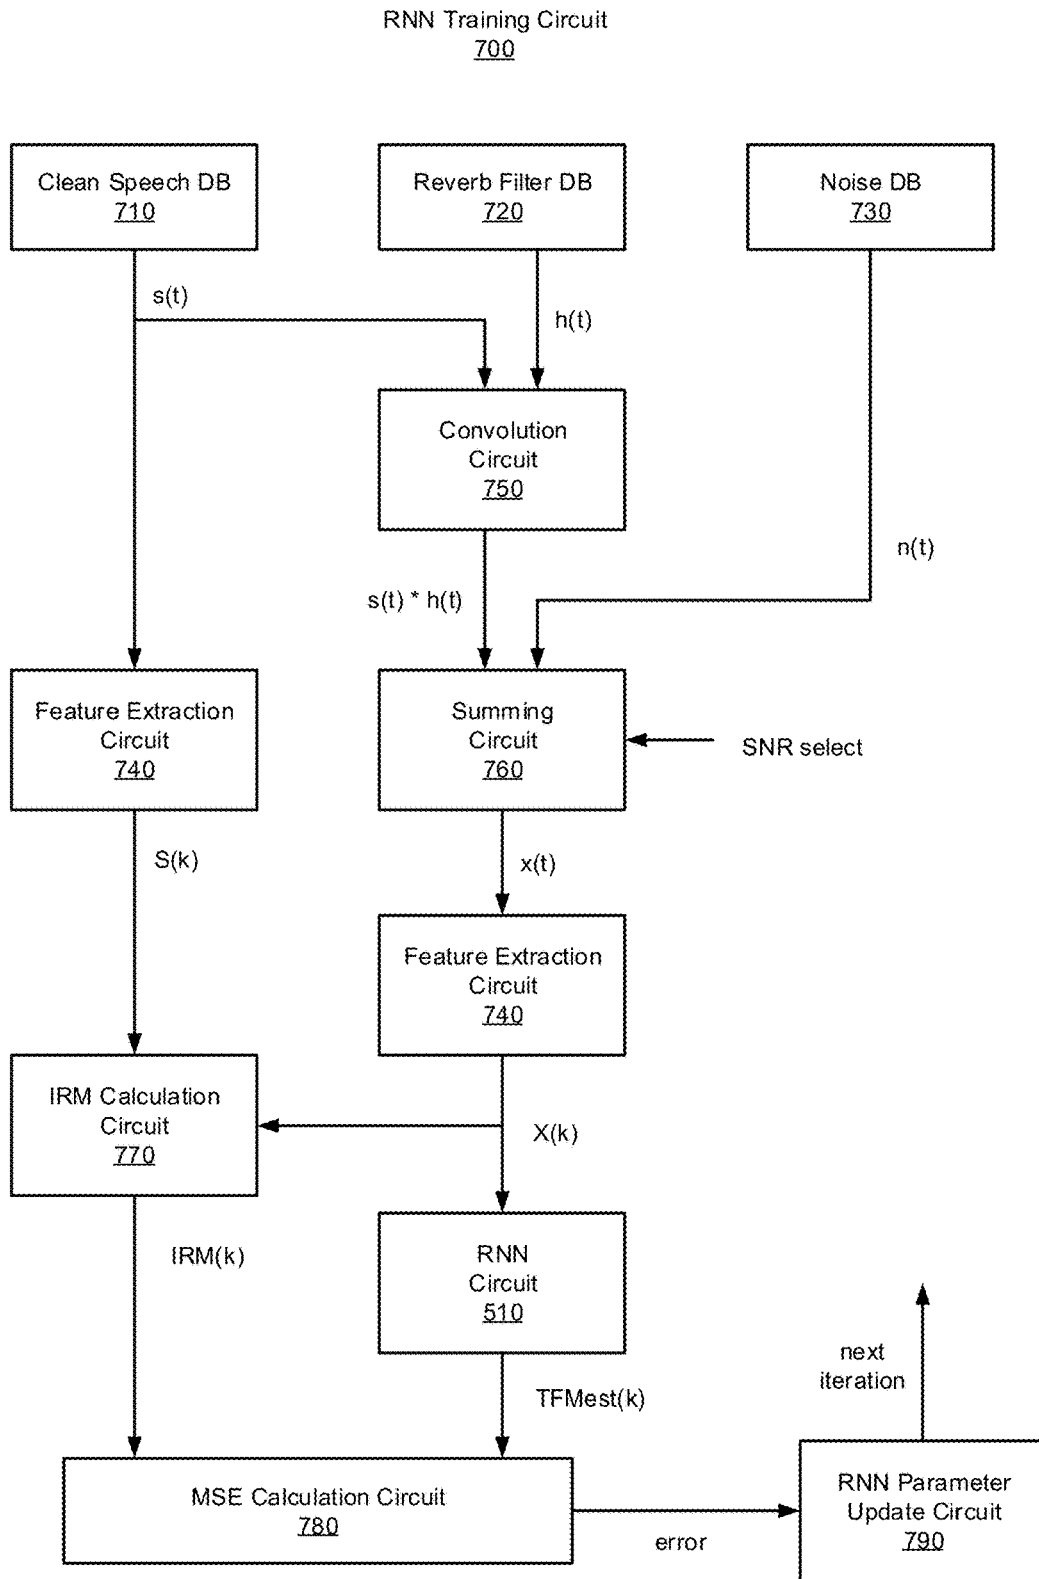 RNN Training Circuit
700
Clean Speech DB
710
Reverb Filter DB
720
Noise DB
730
s(t)
h(t)
Convolution
Circuit
750
n(t)
s(t) * h(t)
Feature Extraction
Circuit
740
Summing
Circuit
760
SNR select
S(k)
x(t)
Feature Extraction
Circuit
740
IRM Calculation
Circuit
770
X(k)
IRM(k)
RNN
Circuit
510
next
iteration
TFMest(k)
MSE Calculation Circuit
780
error
RNN Parameter
Update Circuit
790